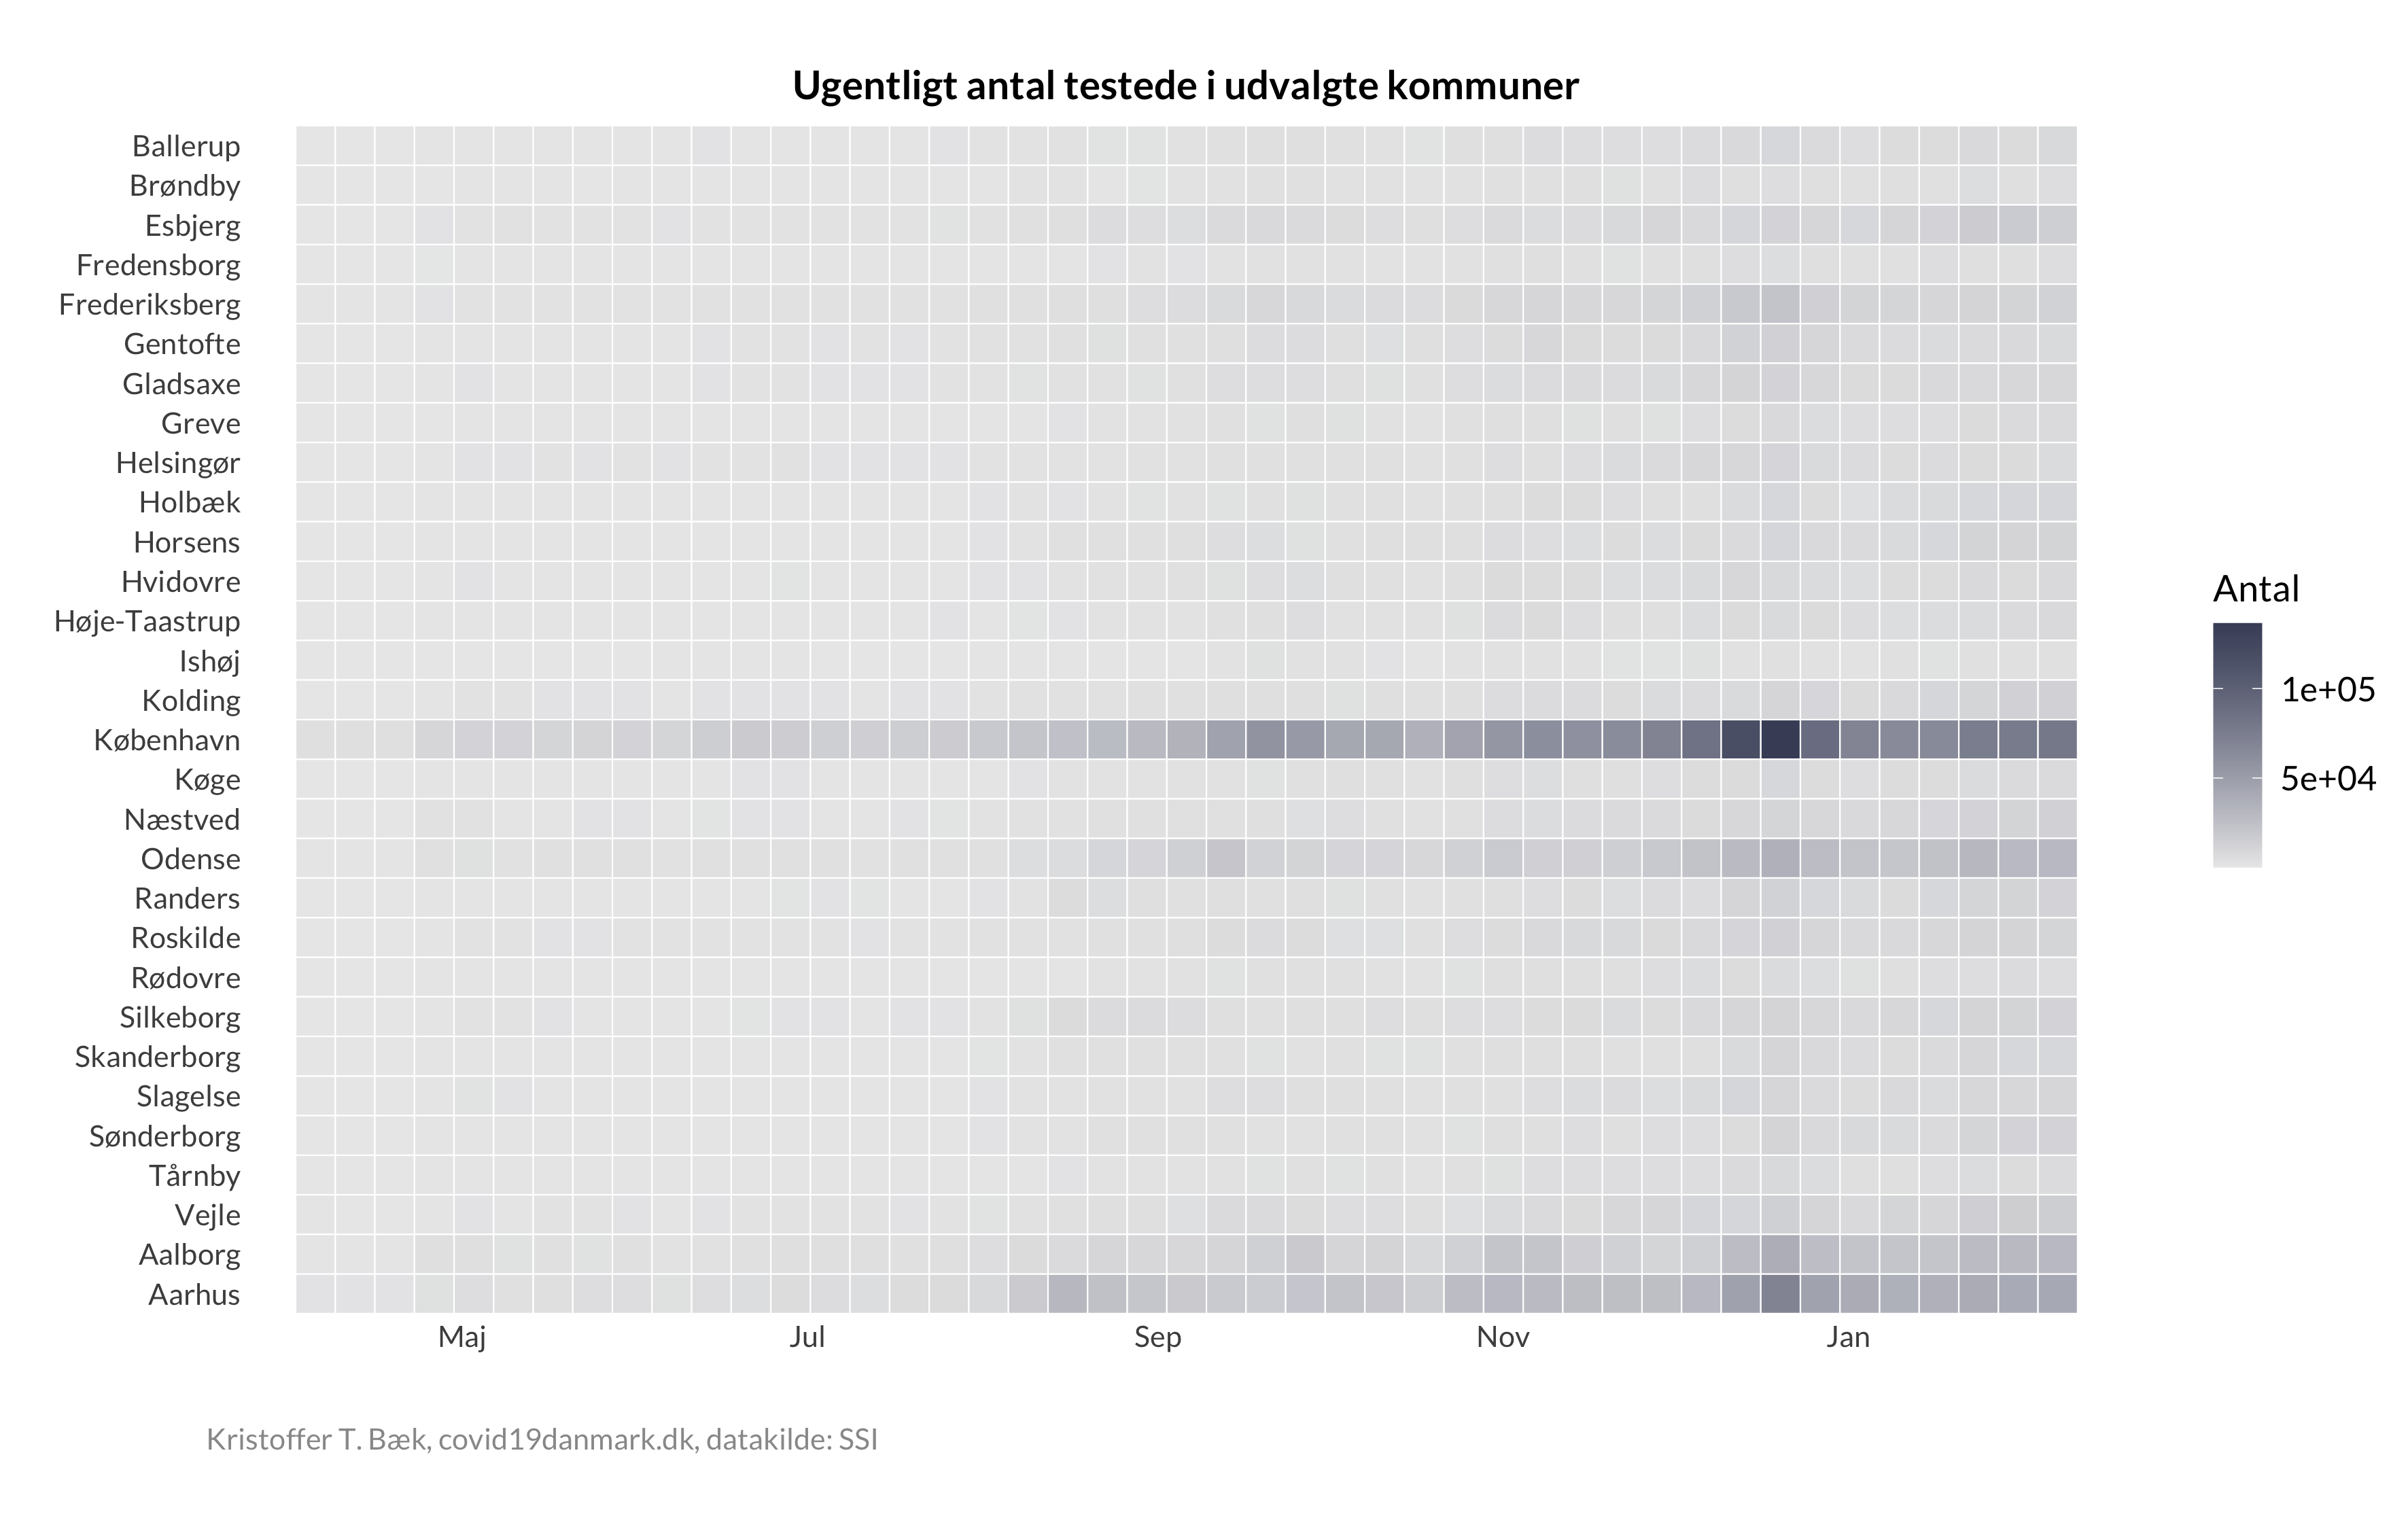 Ugentligt antal testede i udvalgte kommuner
Ballerup
Brøndby
Esbjerg
Fredensborg
Frederiksberg
Gentofte
Gladsaxe
Greve
Helsingør
Holbæk
Horsens
Hvidovre
Høje-Taastrup
Ishøj
Kolding
København
Køge
Næstved
Odense
Randers
Roskilde
Rødovre
Silkeborg
Skanderborg
Slagelse
Sønderborg
Tårnby
Vejle
Aalborg
Aarhus
Maj Jul Sep Nov Jan
Antal
1e+05
5e+04
Kristoffer T. Bæk, covid19danmark.dk, datakilde: SSI